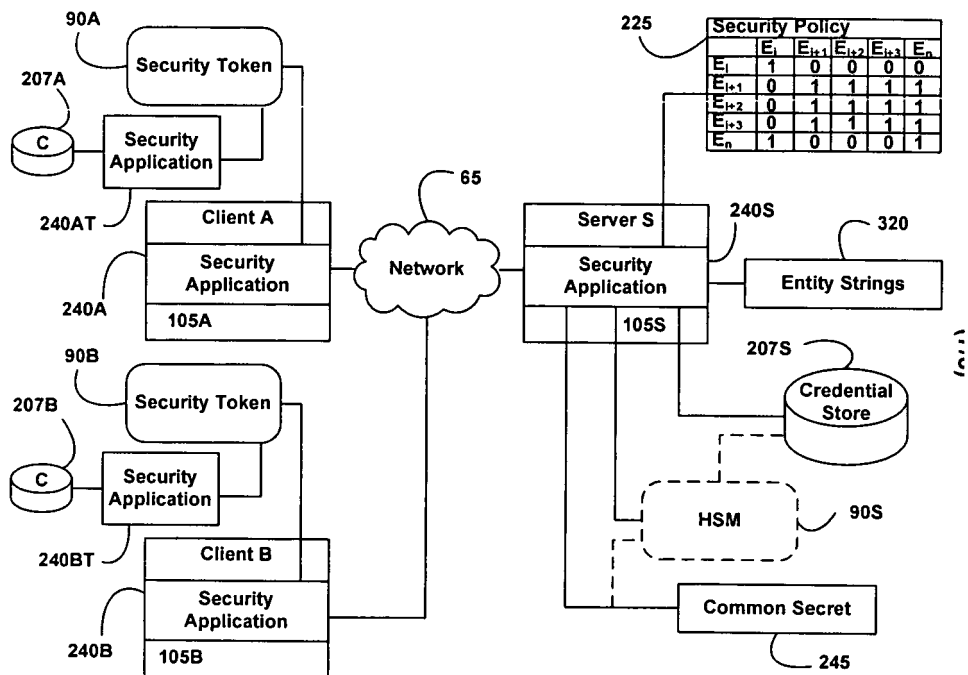 90A
Security Token
207A
C
Security
Application
240AT
Client A
Security
Application
240A
105A
90B
Security Token
207B
C
Security
Application
240BT
Client B
Security
Application
240B
105B
65
Network
225
Security Policy
Ei Ei+1 Ei+2 Ei+3 En
Ei 1 0 0 0 0
Ei+1 0 1 1 1 1
Ei+2 0 1 1 1 1
Ei+3 0 1 1 1 1
En 1 0 0 0 1
Server S
240S
Security
Application
105S
320
Entity Strings
207S
Credential
Store
HSM
90S
Common Secret
245